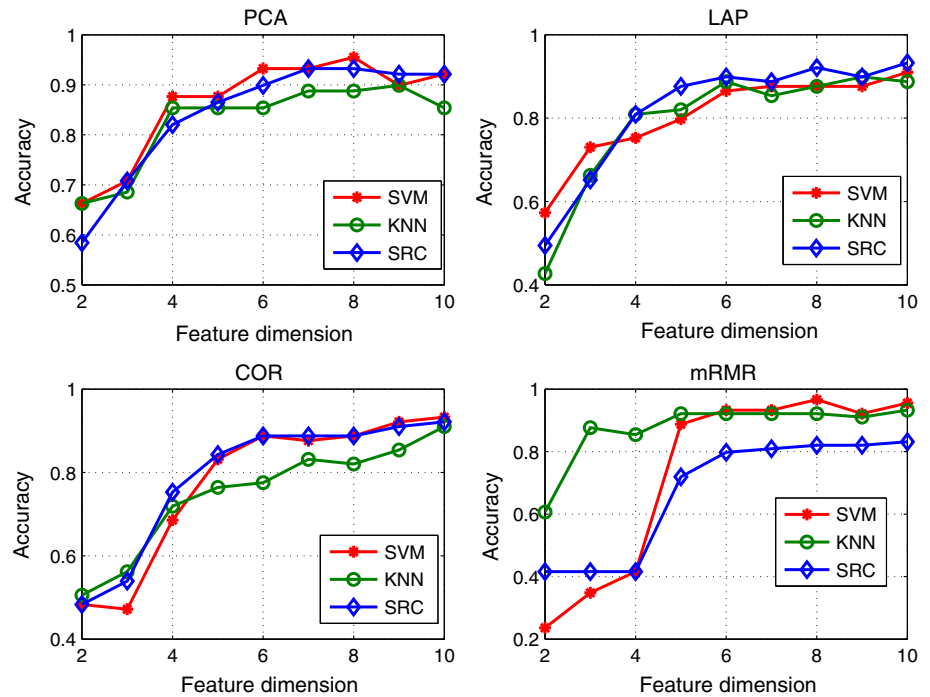 PCA
1
0.9
0.8
0.7
0.6
0.5
Accuracy
SVM
KNN
SRC
2 4 6 8 10
Feature dimension
LAP
1
0.8
0.6
0.4
Accuracy
SVM
KNN
SRC
2 4 6 8 10
Feature dimension
COR
1
0.8
0.6
0.4
Accuracy
SVM
KNN
SRC
2 4 6 8 10
Feature dimension
mRMR
1
0.8
0.6
0.4
0.2
Accuracy
SVM
KNN
SRC
2 4 6 8 10
Feature dimension